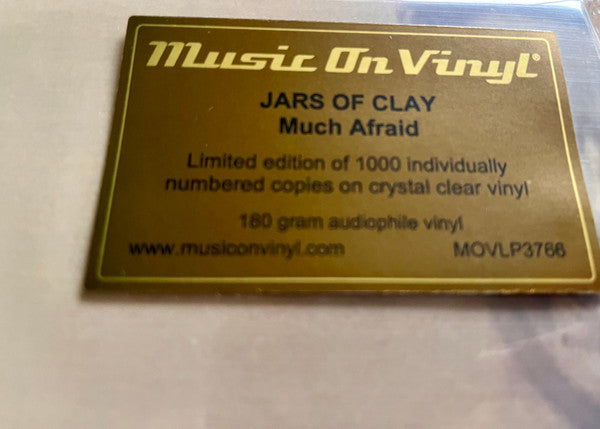 Music On Vinyl®
JARS OF CLAY
Much Afraid
Limited edition of 1000 individually
numbered copies on crystal clear vinyl
180 gram audiophile vinyl
www.musiconvinyl.com MOVLP3766